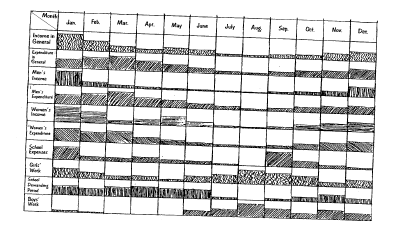 Month
Jan. Feb. Mar. Apr. May June July Aug. Sep. Oct. Nov. Dec.
Income in
General
Expenditure
in
General
Men's
Income
Men's
Expenditure
Women's
Income
Women's
Expenditure
School
Expenses
Girls'
Work
School
Demanding
Period
Boys'
Work